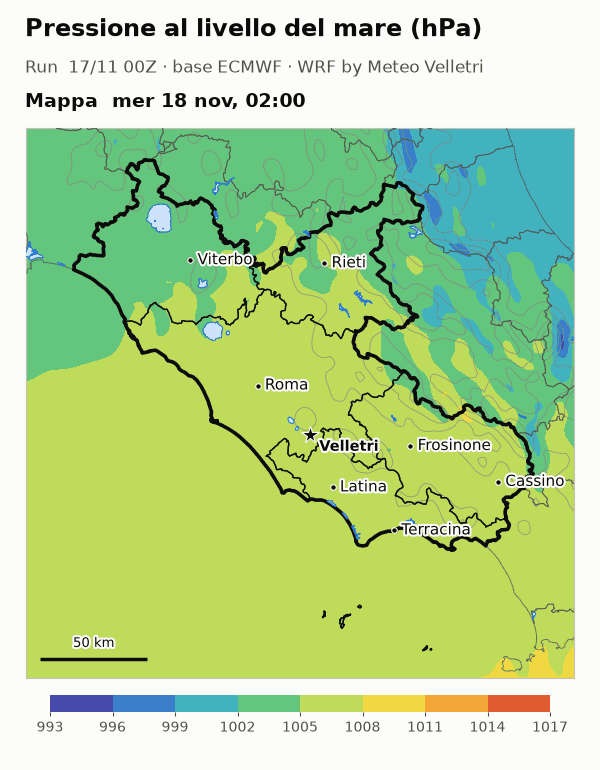 Pressione al livello del mare (hPa)
Run  17/11 00Z · base ECMWF · WRF by Meteo Velletri
Mappa  mer 18 nov, 02:00
Viterbo
Rieti
Roma
Velletri
Frosinone
Cassino
Latina
Terracina
50 km
993 996 999 1002 1005 1008 1011 1014 1017